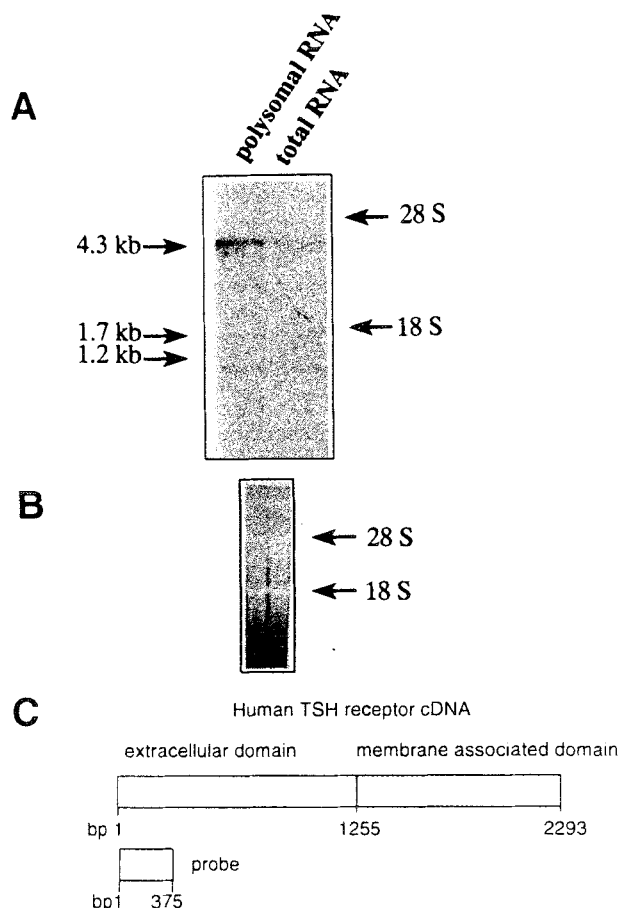 A
polysomal RNA
total RNA
28 S
4.3 kb
18 S
1.7 kb
1.2 kb
B
28 S
18 S
C
Human TSH receptor cDNA
extracellular domain
membrane associated domain
bp 1
1255
2293
probe
bp1
375